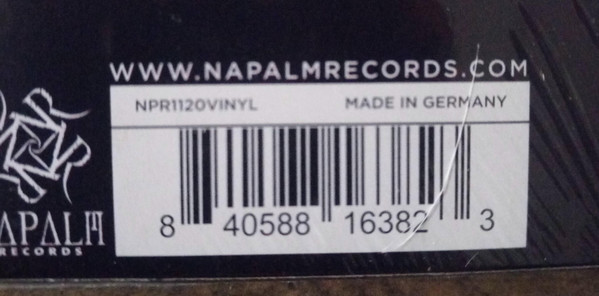 WWW.NAPALMRECORDS.COM
NPR1120VINYL MADE IN GERMANY
8 40588 16382 3
NAPALM
RECORDS